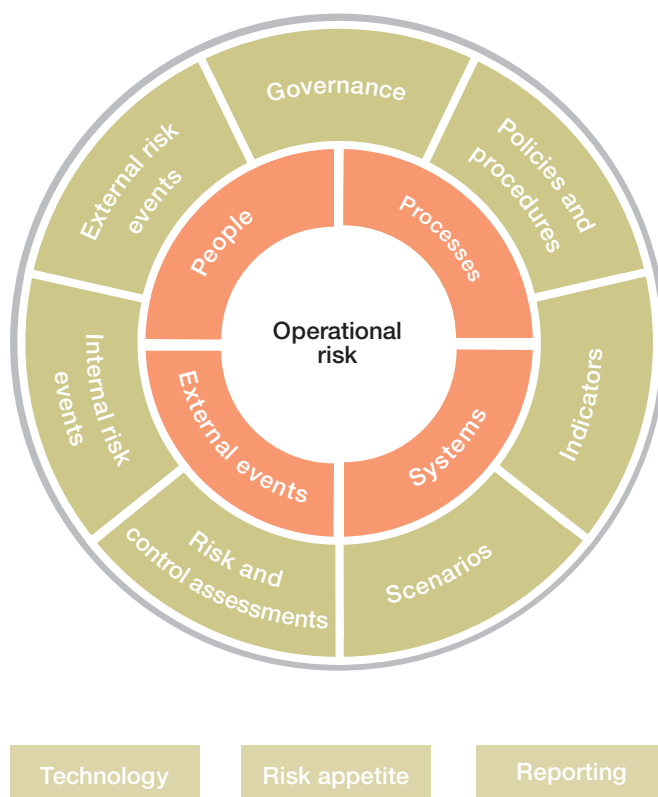 Governance
Policies and
procedures
Indicators
Scenarios
Risk and
control assessments
Internal risk
events
External risk
events
People
Processes
Systems
External events
Operational
risk
Technology
Risk appetite
Reporting